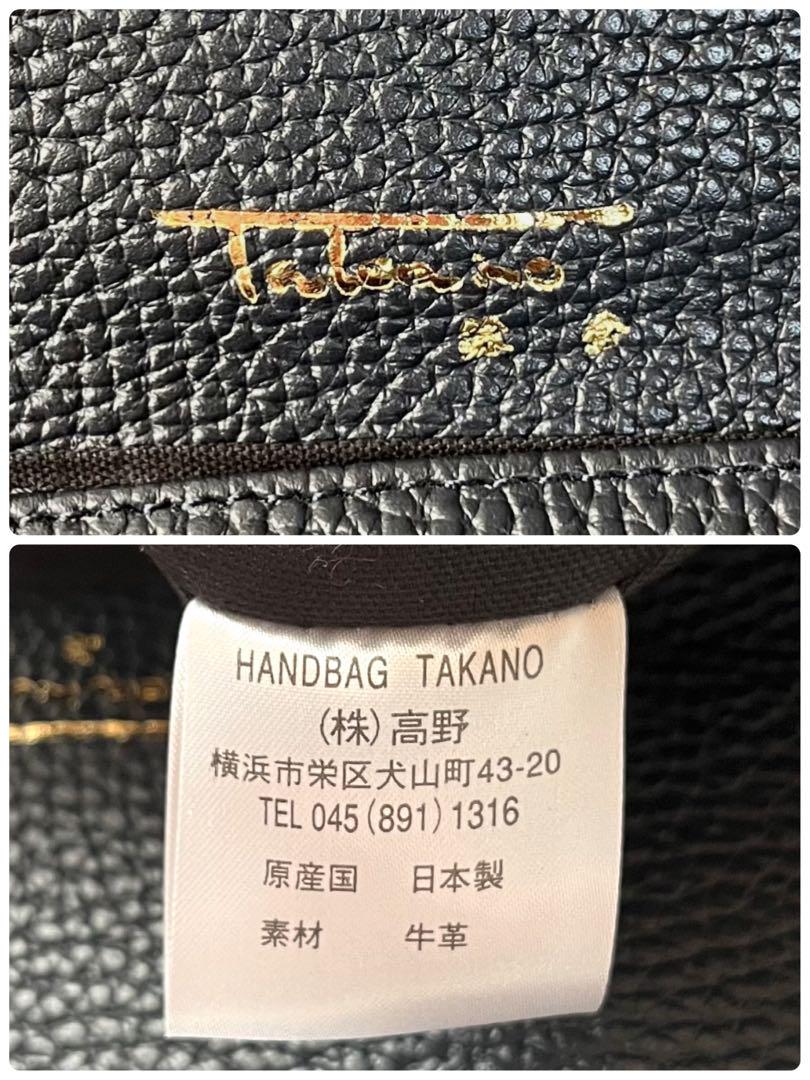 Takano
HANDBAG TAKANO
(株)高野
横浜市栄区犬山町43-20
TEL 045(891)1316
原産国 日本製
素材 牛革